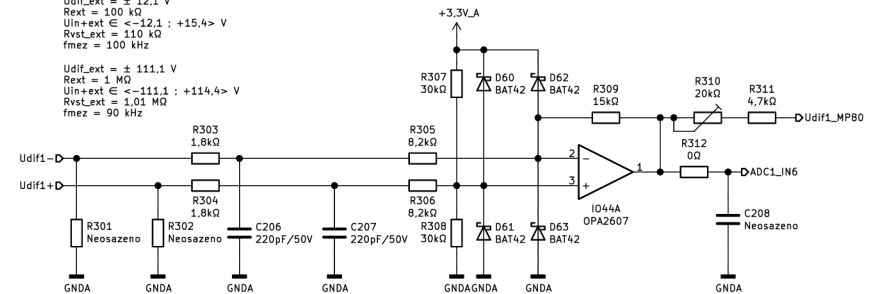 Udif_ext = ± 12,1 V
Rext = 100 kΩ
Uin+ext ∈ <-12,1 ; +15,4> V
Rvst_ext = 110 kΩ
fmez = 100 kHz
Udif_ext = ± 111,1 V
Rext = 1 MΩ
Uin+ext ∈ <-111,1 ; +114,4> V
Rvst_ext = 1,01 MΩ
fmez = 90 kHz
+3,3V_A
R307
30kΩ
D60
BAT42
D62
BAT42
R309
15kΩ
R310
20kΩ
R311
4,7kΩ
Udif1_MP80
R303
1,8kΩ
R305
8,2kΩ
R312
0Ω
Udif1-
2
-
1
ADC1_IN6
Udif1+
3
+
R304
1,8kΩ
R306
8,2kΩ
IO44A
OPA2607
R301
Neosazeno
R302
Neosazeno
C206
220pF/50V
C207
220pF/50V
R308
30kΩ
D61
BAT42
D63
BAT42
C208
Neosazeno
GNDA
GNDA
GNDA
GNDA
GNDA
GNDA
GNDA
GNDA